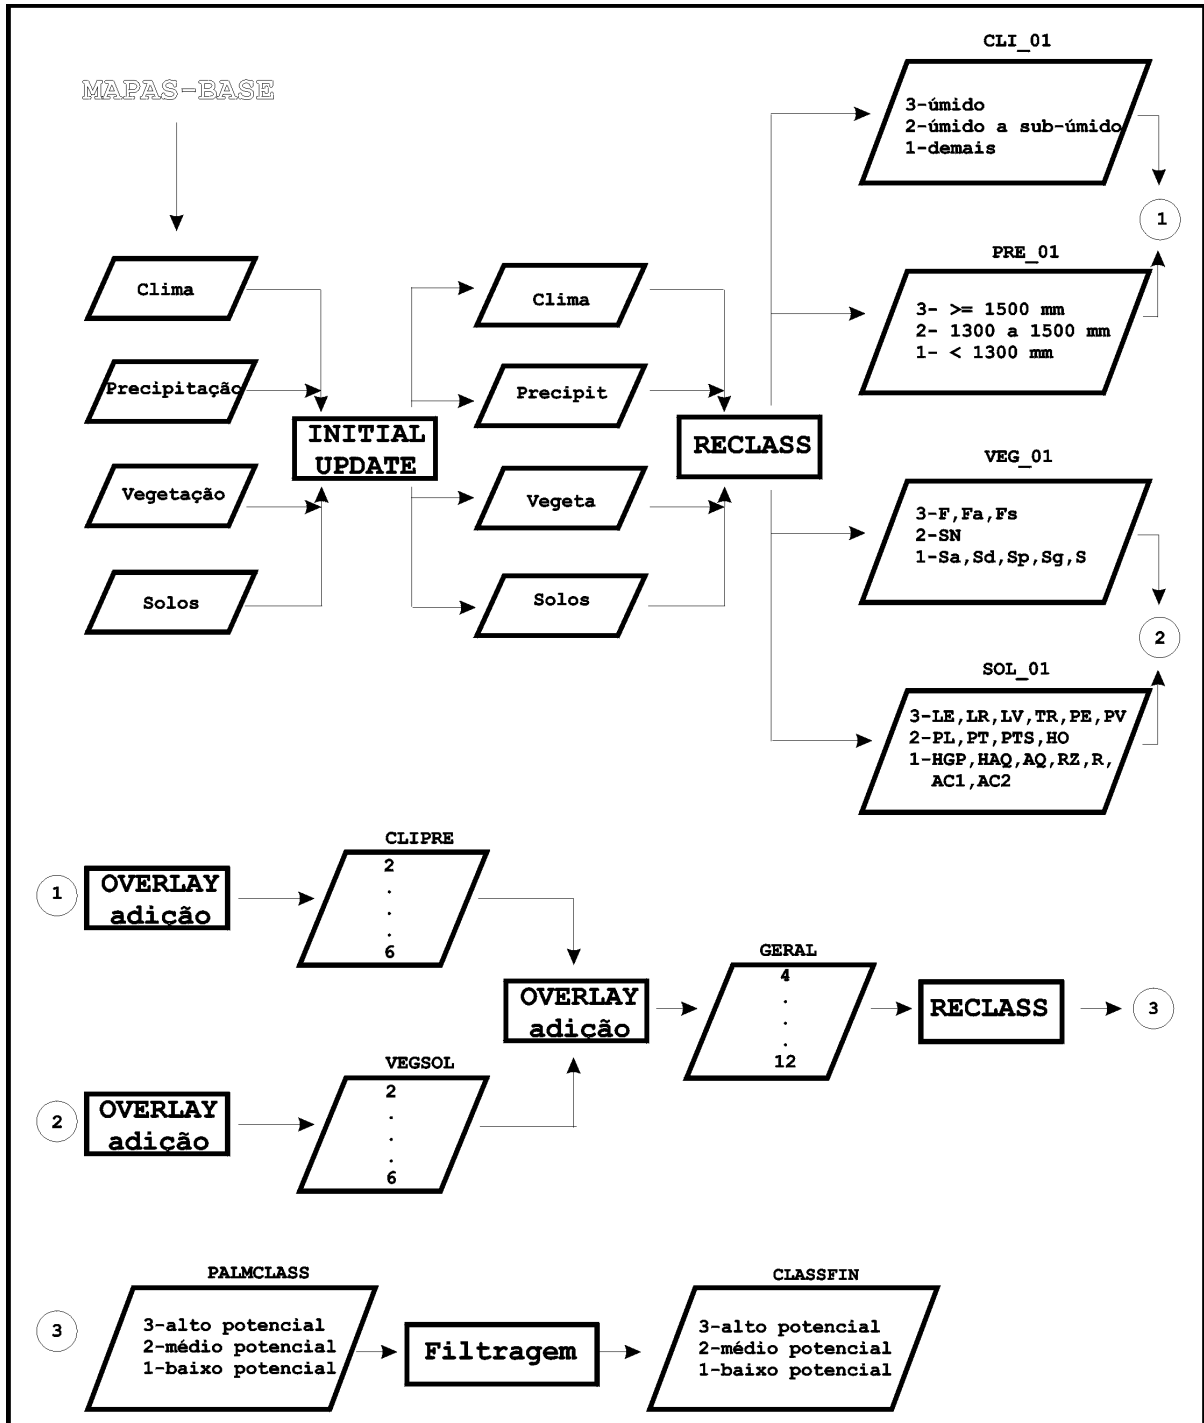 MAPAS-BASE
Clima
Precipitação
Vegetação
Solos
INITIAL
UPDATE
Clima
Precipit
Vegeta
Solos
RECLASS
CLI_01
3-úmido
2-úmido a sub-úmido
1-demais
1
PRE_01
3- >= 1500 mm
2- 1300 a 1500 mm
1- < 1300 mm
VEG_01
3-F,Fa,Fs
2-SN
1-Sa,Sd,Sp,Sg,S
2
SOL_01
3-LE,LR,LV,TR,PE,PV
2-PL,PT,PTS,HO
1-HGP,HAQ,AQ,RZ,R,
AC1,AC2
1
OVERLAY
adição
CLIPRE
2
.
.
.
6
2
OVERLAY
adição
VEGSOL
2
.
.
.
6
OVERLAY
adição
GERAL
4
.
.
.
12
RECLASS
3
3
PALMCLASS
3-alto potencial
2-médio potencial
1-baixo potencial
Filtragem
CLASSFIN
3-alto potencial
2-médio potencial
1-baixo potencial